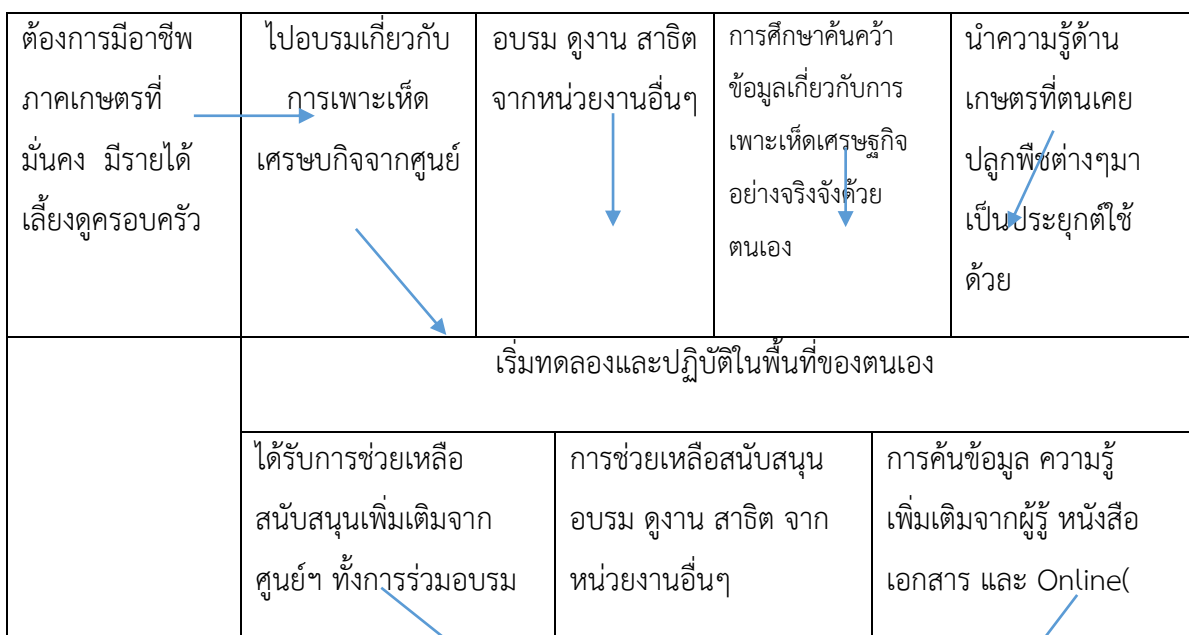 ต้องการมีอาชีพ
ภาคเกษตรที่
มั่นคง มีรายได้
เลี้ยงดูครอบครัว
ไปอบรมเกี่ยวกับ
การเพาะเห็ด
เศรษบกิจจากศูนย์
อบรม ดูงาน สาธิต
จากหน่วยงานอื่นๆ
การศึกษาค้นคว้า
ข้อมูลเกี่ยวกับการ
เพาะเห็ดเศรษฐกิจ
อย่างจริงจังด้วย
ตนเอง
นำความรู้ด้าน
เกษตรที่ตนเคย
ปลูกพืชต่างๆมา
เป็นประยุกต์ใช้
ด้วย
เริ่มทดลองและปฏิบัติในพื้นที่ของตนเอง
ได้รับการช่วยเหลือ
สนับสนุนเพิ่มเติมจาก
ศูนย์ฯ ทั้งการร่วมอบรม
การช่วยเหลือสนับสนุน
อบรม ดูงาน สาธิต จาก
หน่วยงานอื่นๆ
การค้นข้อมูล ความรู้
เพิ่มเติมจากผู้รู้ หนังสือ
เอกสาร และ Online(